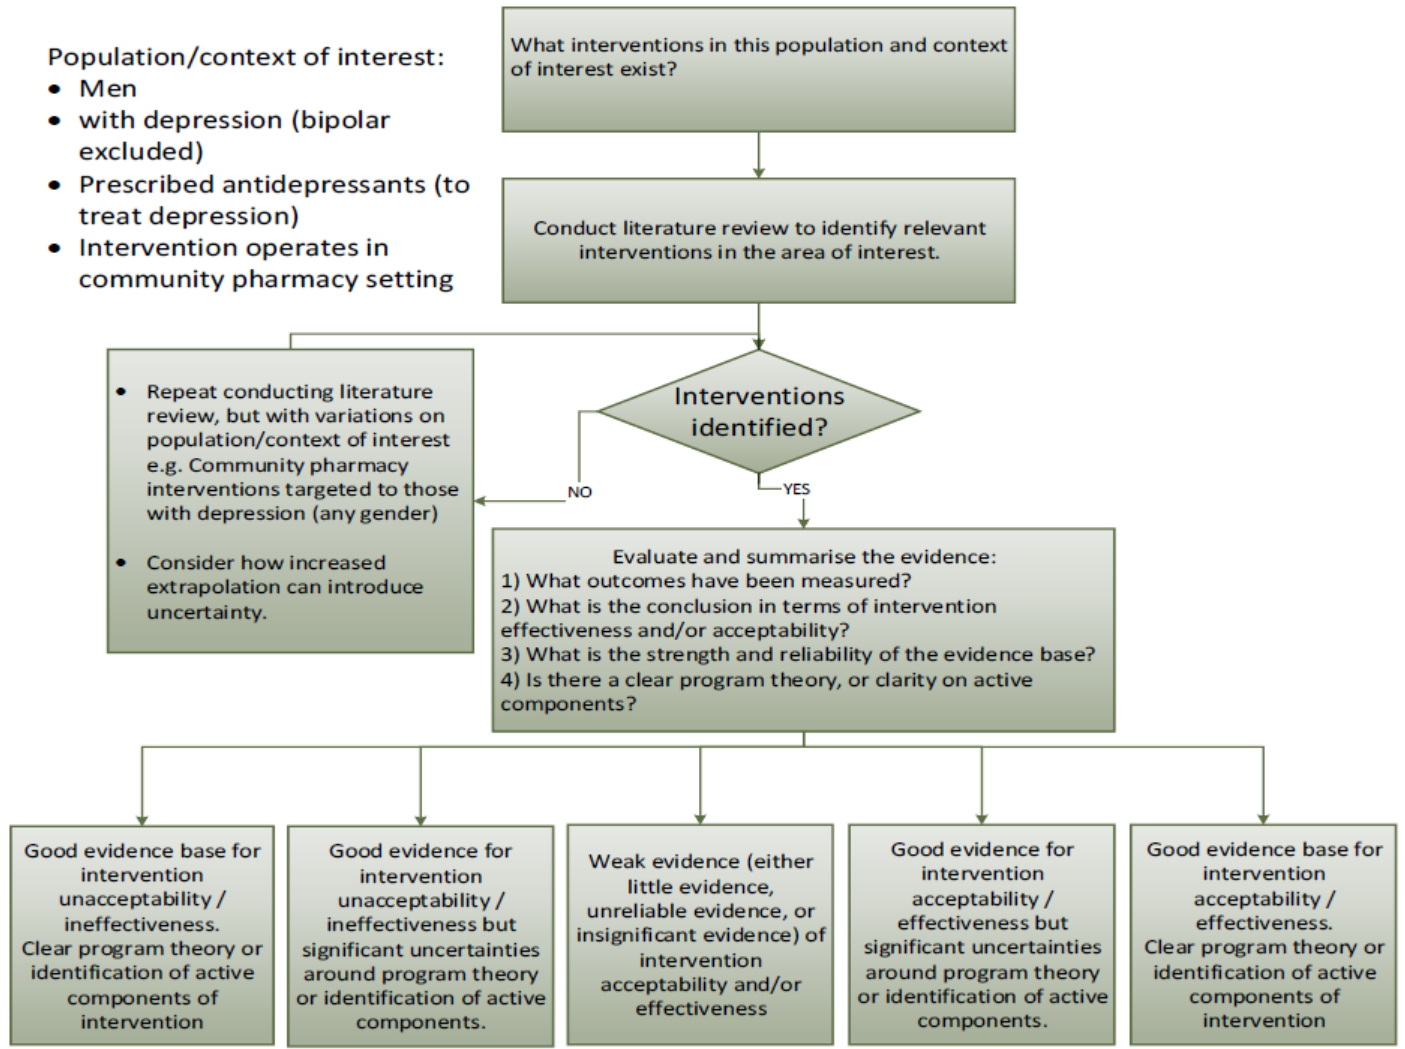 Population/context of interest:
• Men
• with depression (bipolar
excluded)
• Prescribed antidepressants (to
treat depression)
• Intervention operates in
community pharmacy setting
What interventions in this population and context
of interest exist?
Conduct literature review to identify relevant
interventions in the area of interest.
Interventions
identified?
NO
YES
• Repeat conducting literature
review, but with variations on
population/context of interest
e.g. Community pharmacy
interventions targeted to those
with depression (any gender)
• Consider how increased
extrapolation can introduce
uncertainty.
Evaluate and summarise the evidence:
1) What outcomes have been measured?
2) What is the conclusion in terms of intervention
effectiveness and/or acceptability?
3) What is the strength and reliability of the evidence base?
4) Is there a clear program theory, or clarity on active
components?
Good evidence base for
intervention
unacceptability /
ineffectiveness.
Clear program theory or
identification of active
components of
intervention
Good evidence for
intervention
unacceptability /
ineffectiveness but
significant uncertainties
around program theory
or identification of active
components.
Weak evidence (either
little evidence,
unreliable evidence, or
insignificant evidence) of
intervention
acceptability and/or
effectiveness
Good evidence for
intervention
acceptability /
effectiveness but
significant uncertainties
around program theory
or identification of active
components.
Good evidence base for
intervention
acceptability /
effectiveness.
Clear program theory or
identification of active
components of
intervention